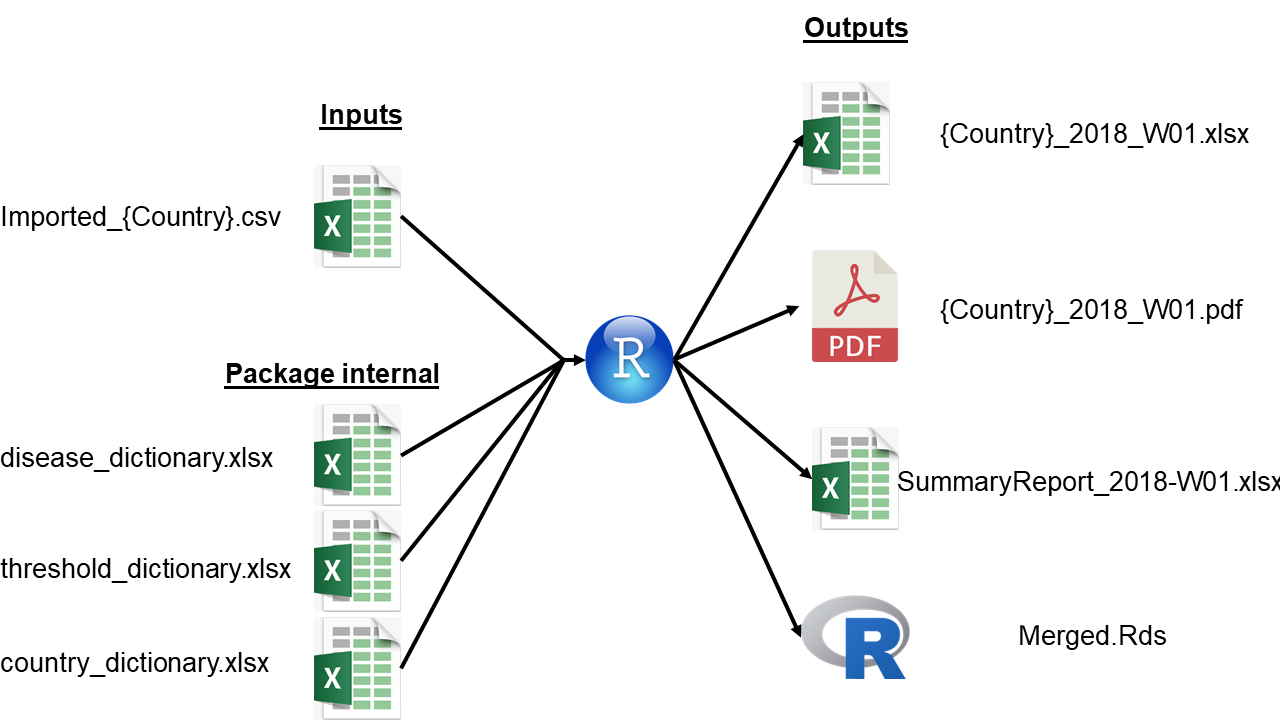 Inputs
Imported_{Country}.csv
X
Package internal
disease_dictionary.xlsx
X
threshold_dictionary.xlsx
X
country_dictionary.xlsx
X
R
Outputs
X
{Country}_2018_W01.xlsx
PDF
{Country}_2018_W01.pdf
X
SummaryReport_2018-W01.xlsx
R
Merged.Rds